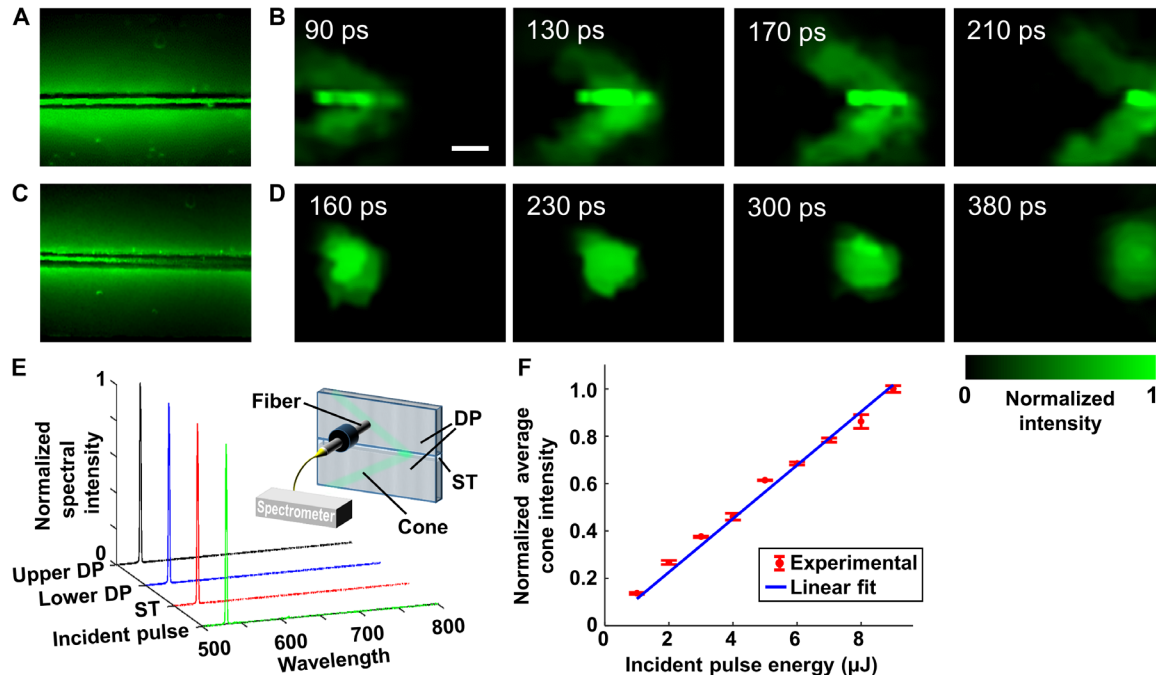 A
B
90 ps
130 ps
170 ps
210 ps
C
D
160 ps
230 ps
300 ps
380 ps
E
Normalized spectral
intensity
1
0
Upper DP
Lower DP
ST
Incident pulse
500
600
700
800
Wavelength
Fiber
DP
ST
Cone
Spectrometer
F
Normalized average
cone intensity
1.0
0.8
0.6
0.4
0.2
0
2
4
6
8
Incident pulse energy (μJ)
Experimental
Linear fit
0
1
Normalized
intensity